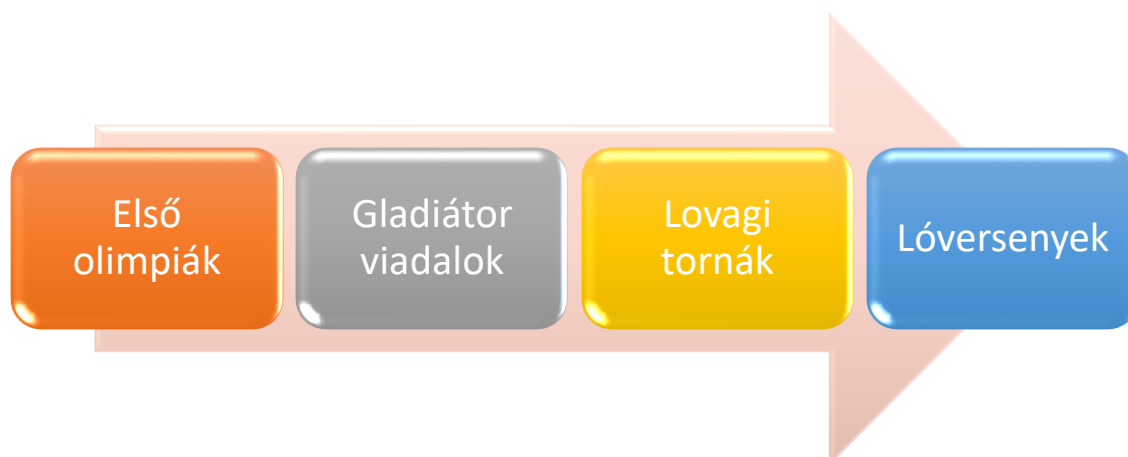 Első
olimpiák
Gladiátor
viadalok
Lovagi
tornák
Lóversenyek